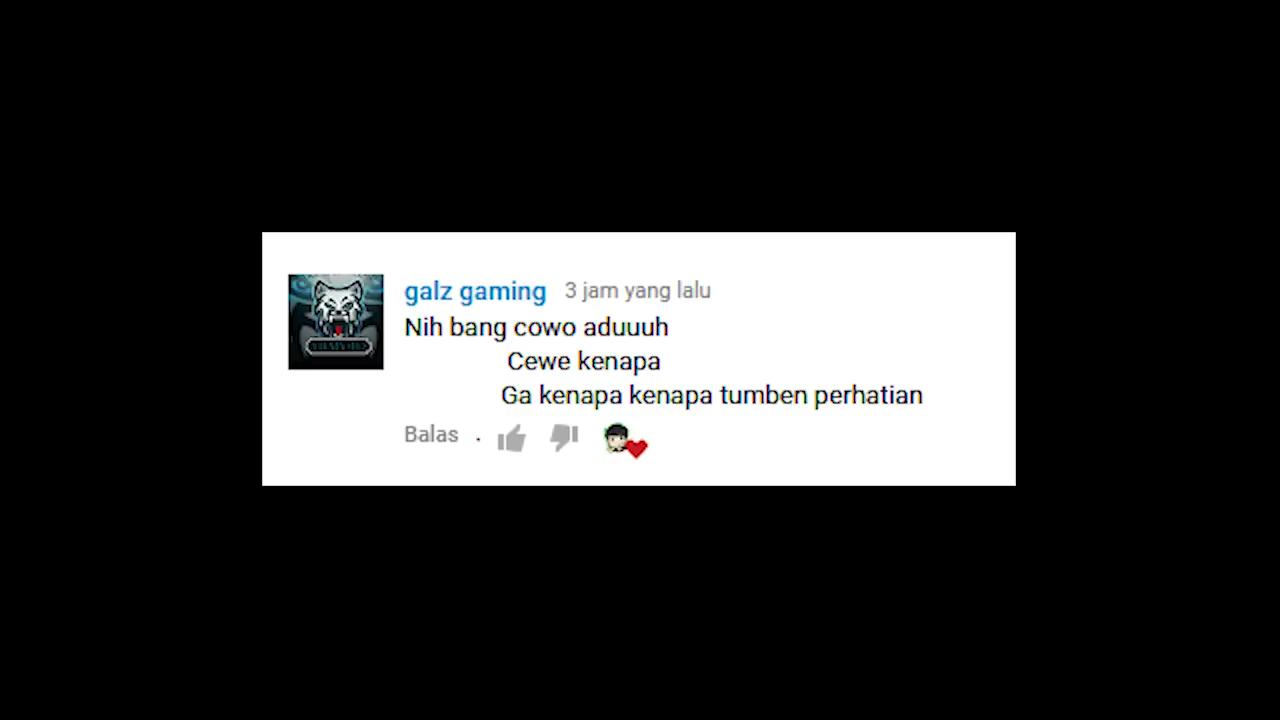 galz gaming 3 jam yang lalu
Nih bang cowo aduuuh
Cewe kenapa
Ga kenapa kenapa tumben perhatian
Balas .